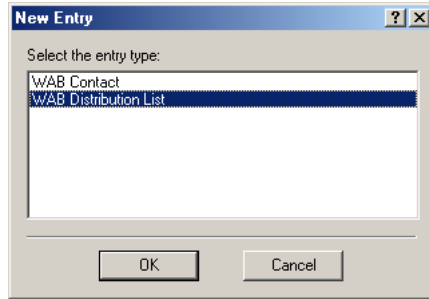 New Entry
Select the entry type:
WAB Contact
WAB Distribution List
OK Cancel